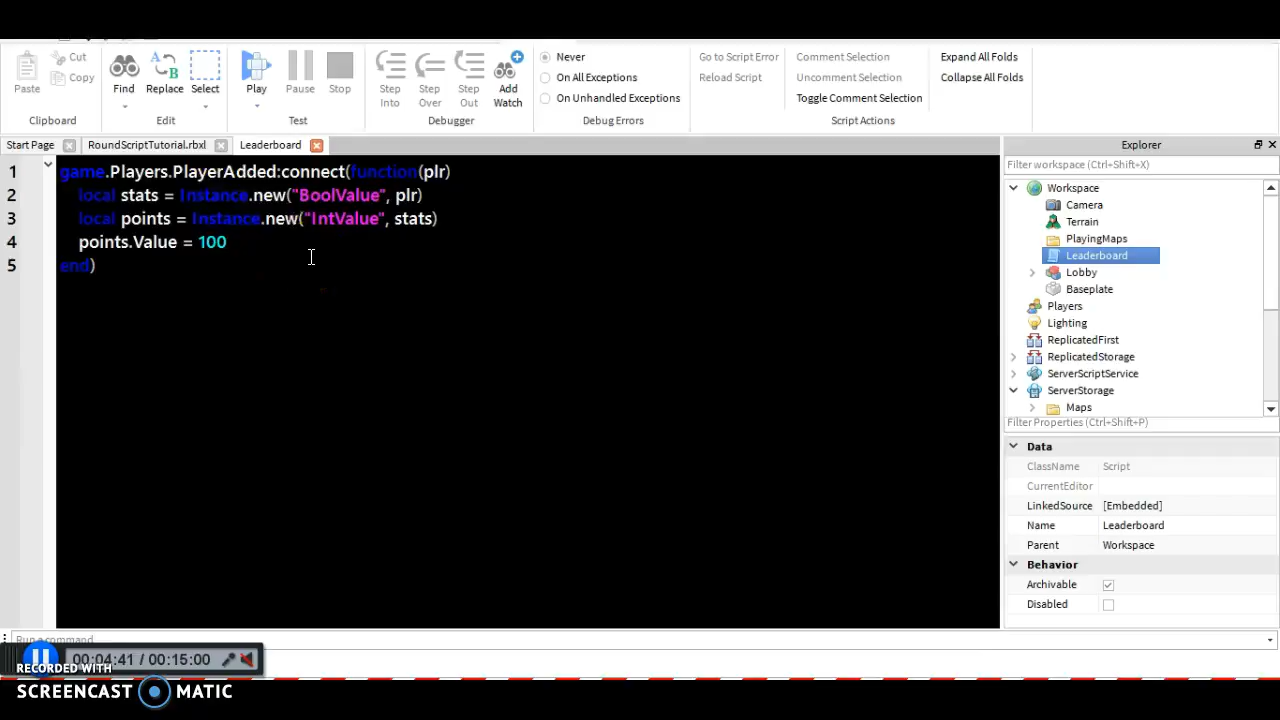 Cut
Copy
Paste
Clipboard
Find
Replace
Select
Edit
Play
Pause
Stop
Test
Step Into
Step Over
Step Out
Add Watch
Debugger
Never
On All Exceptions
On Unhandled Exceptions
Debug Errors
Go to Script Error
Reload Script
Comment Selection
Uncomment Selection
Toggle Comment Selection
Script Actions
Expand All Folds
Collapse All Folds
Start Page
RoundScriptTutorial.rbxl
Leaderboard
1 game.Players.PlayerAdded:connect(function(plr)
2 local stats = Instance.new("BoolValue", plr)
3 local points = Instance.new("IntValue", stats)
4 points.Value = 100
5 end)
Explorer
Filter workspace (Ctrl+Shift+X)
Workspace
Camera
Terrain
PlayingMaps
Leaderboard
Lobby
Baseplate
Players
Lighting
ReplicatedFirst
ReplicatedStorage
ServerScriptService
ServerStorage
Maps
Filter Properties (Ctrl+Shift+P)
Data
ClassName Script
CurrentEditor
LinkedSource [Embedded]
Name Leaderboard
Parent Workspace
Behavior
Archivable
Disabled
Run a command
00:04:41 / 00:15:00
RECORDED WITH
SCREENCAST MATIC